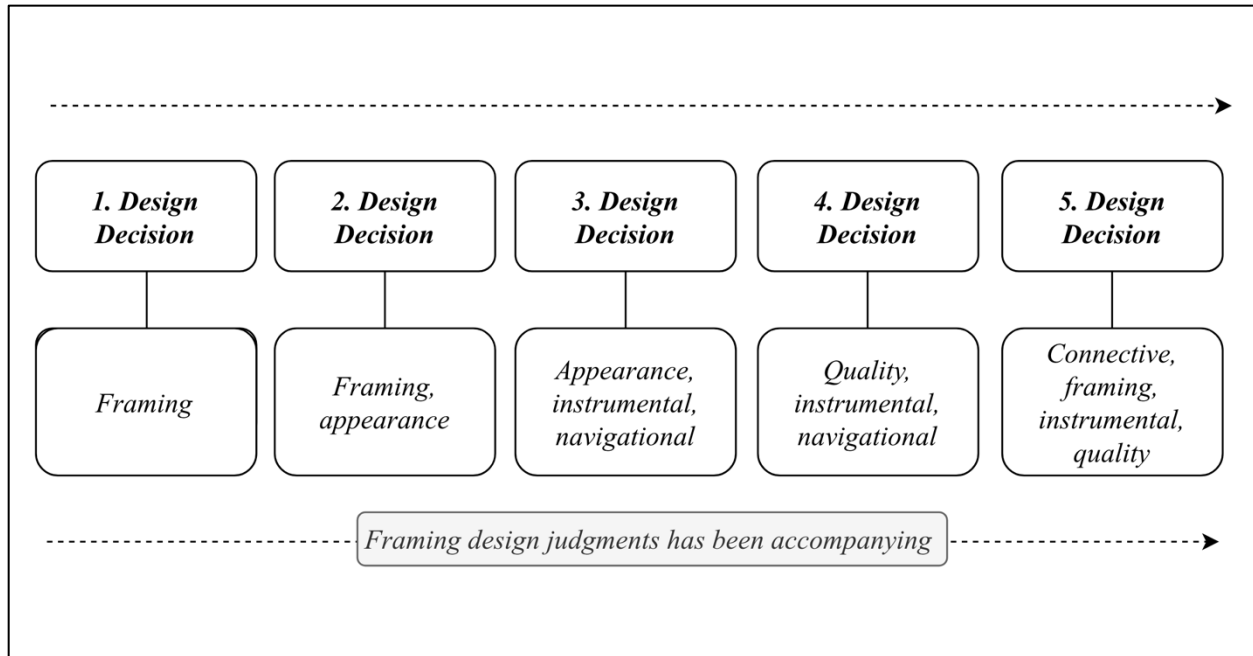 1. Design
Decision
2. Design
Decision
3. Design
Decision
4. Design
Decision
5. Design
Decision
Framing
Framing,
appearance
Appearance,
instrumental,
navigational
Quality,
instrumental,
navigational
Connective,
framing,
instrumental,
quality
Framing design judgments has been accompanying